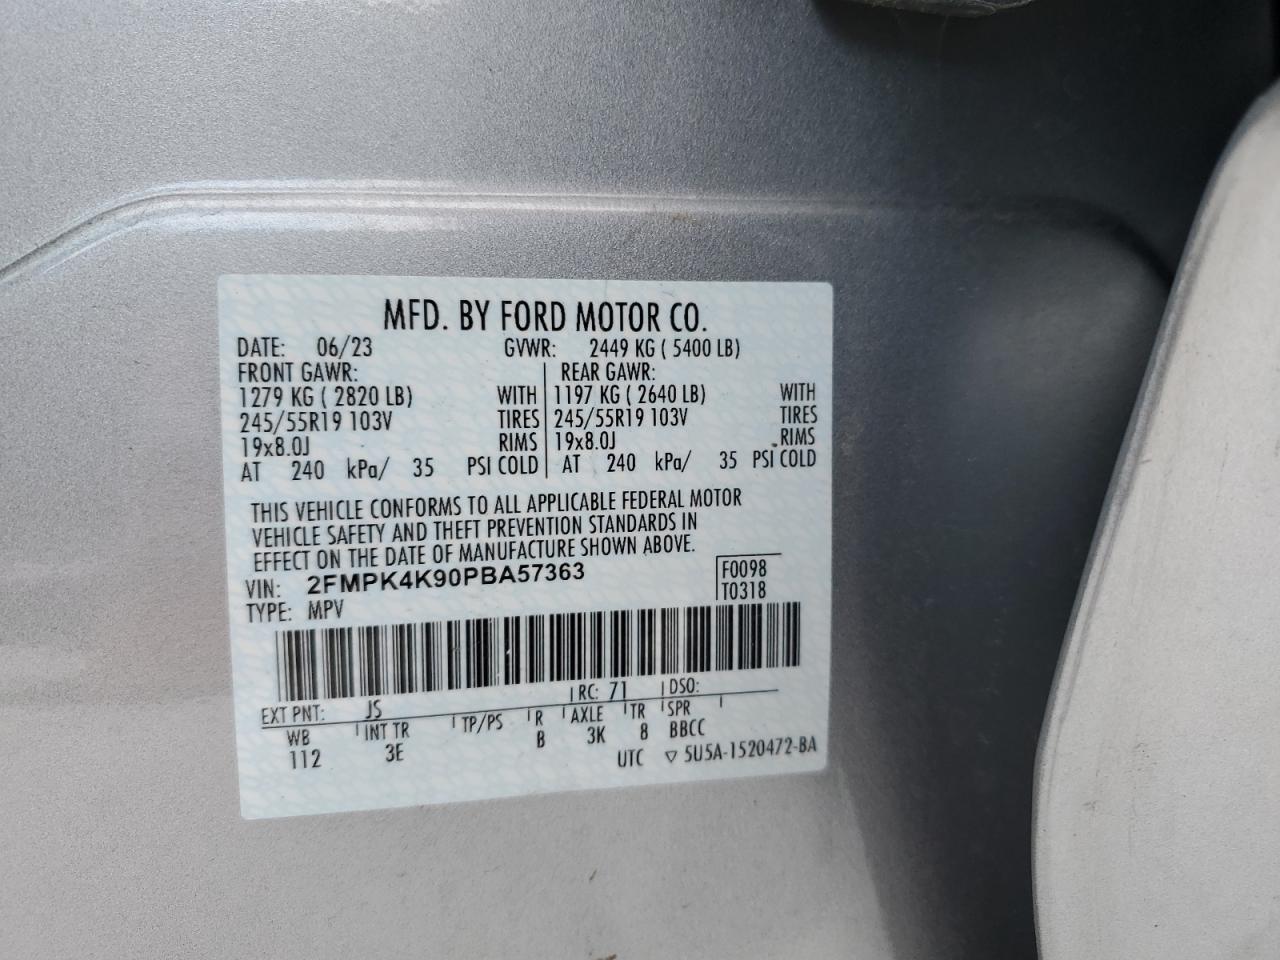 MFD. BY FORD MOTOR CO.
DATE: 06/23 GVWR: 2449 KG ( 5400 LB)
FRONT GAWR: REAR GAWR:
1279 KG ( 2820 LB) WITH 1197 KG ( 2640 LB) WITH
245/55R19 103V TIRES 245/55R19 103V TIRES
19x8.0J RIMS 19x8.0J RIMS
AT 240 kPa/ 35 PSI COLD AT 240 kPa/ 35 PSI COLD
THIS VEHICLE CONFORMS TO ALL APPLICABLE FEDERAL MOTOR
VEHICLE SAFETY AND THEFT PREVENTION STANDARDS IN
EFFECT ON THE DATE OF MANUFACTURE SHOWN ABOVE.
VIN: 2FMPK4K90PBA57363 F0098
TYPE: MPV T0318
EXT PNT: JS RC: 71 DSO:
WB INT TR TP/PS R AXLE TR SPR
112 3E B 3K 8 BBCC
UTC ▽ 5U5A-1520472-BA